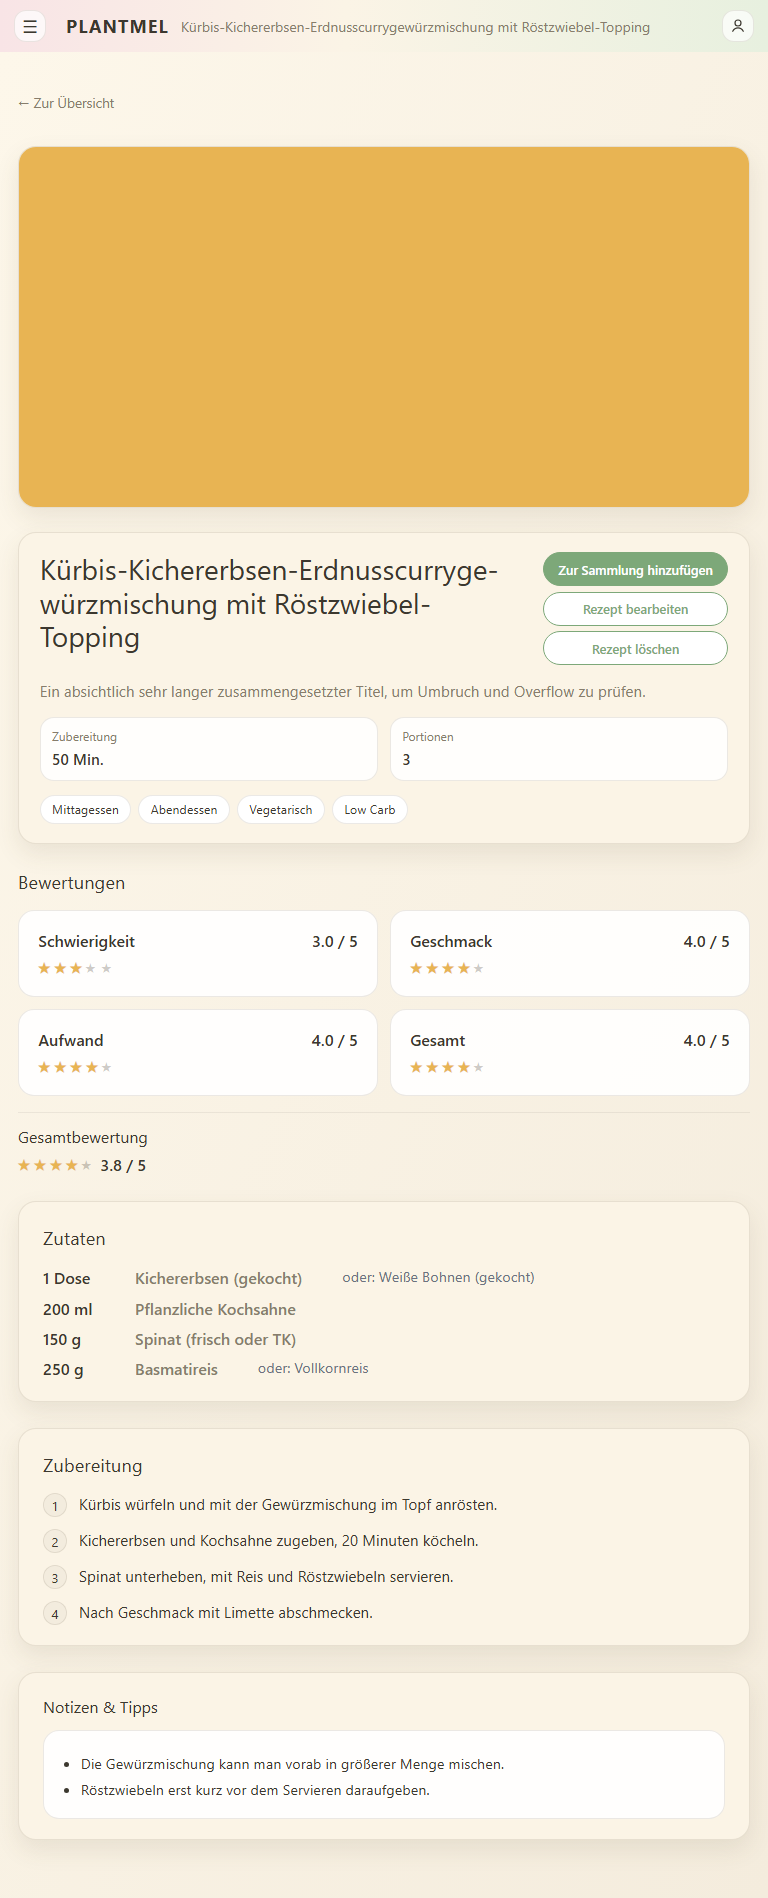 ☰ PLANTMEL Kürbis-Kichererbsen-Erdnusscurrygewürzmischung mit Röstzwiebel-Topping
← Zur Übersicht
Kürbis-Kichererbsen-Erdnusscurryge-
würzmischung mit Röstzwiebel-
Topping
Zur Sammlung hinzufügen
Rezept bearbeiten
Rezept löschen
Ein absichtlich sehr langer zusammengesetzter Titel, um Umbruch und Overflow zu prüfen.
Zubereitung
50 Min.
Portionen
3
Mittagessen Abendessen Vegetarisch Low Carb
Bewertungen
Schwierigkeit 3.0 / 5
★★★★★
Geschmack 4.0 / 5
★★★★★
Aufwand 4.0 / 5
★★★★★
Gesamt 4.0 / 5
★★★★★
Gesamtbewertung
★★★★★ 3.8 / 5
Zutaten
1 Dose Kichererbsen (gekocht) oder: Weiße Bohnen (gekocht)
200 ml Pflanzliche Kochsahne
150 g Spinat (frisch oder TK)
250 g Basmatireis oder: Vollkornreis
Zubereitung
1 Kürbis würfeln und mit der Gewürzmischung im Topf anrösten.
2 Kichererbsen und Kochsahne zugeben, 20 Minuten köcheln.
3 Spinat unterheben, mit Reis und Röstzwiebeln servieren.
4 Nach Geschmack mit Limette abschmecken.
Notizen & Tipps
• Die Gewürzmischung kann man vorab in größerer Menge mischen.
• Röstzwiebeln erst kurz vor dem Servieren daraufgeben.